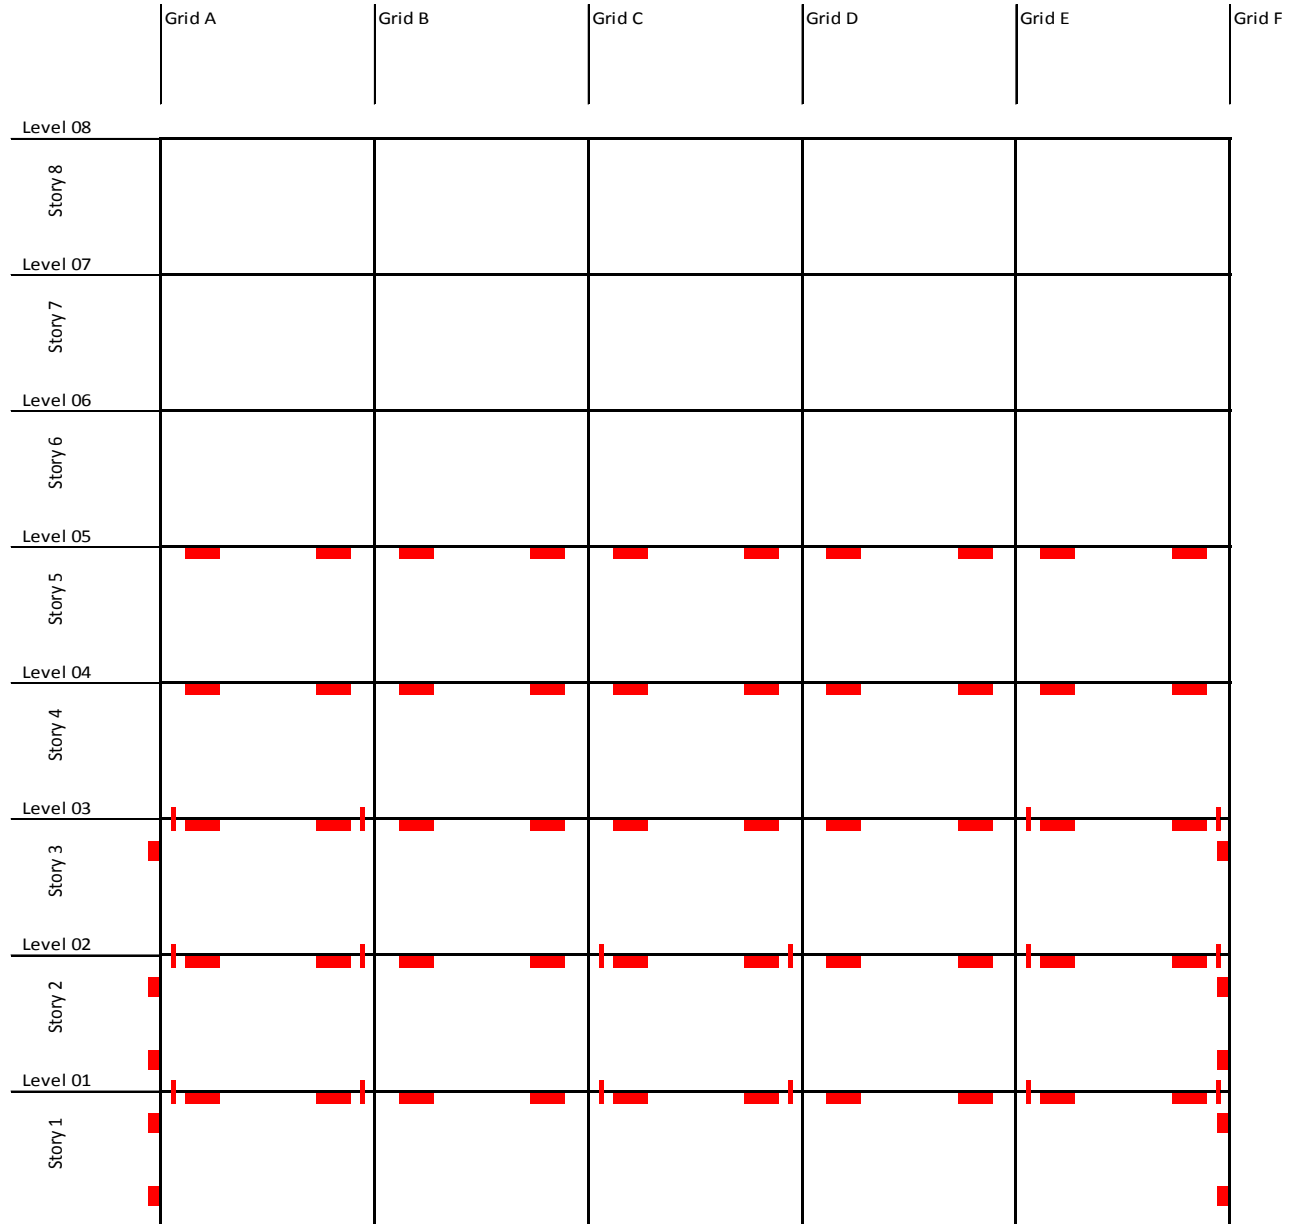 Grid A
Grid B
Grid C
Grid D
Grid E
Grid F
Level 08
Story 8
Level 07
Story 7
Level 06
Story 6
Level 05
Story 5
Level 04
Story 4
Level 03
Story 3
Level 02
Story 2
Level 01
Story 1